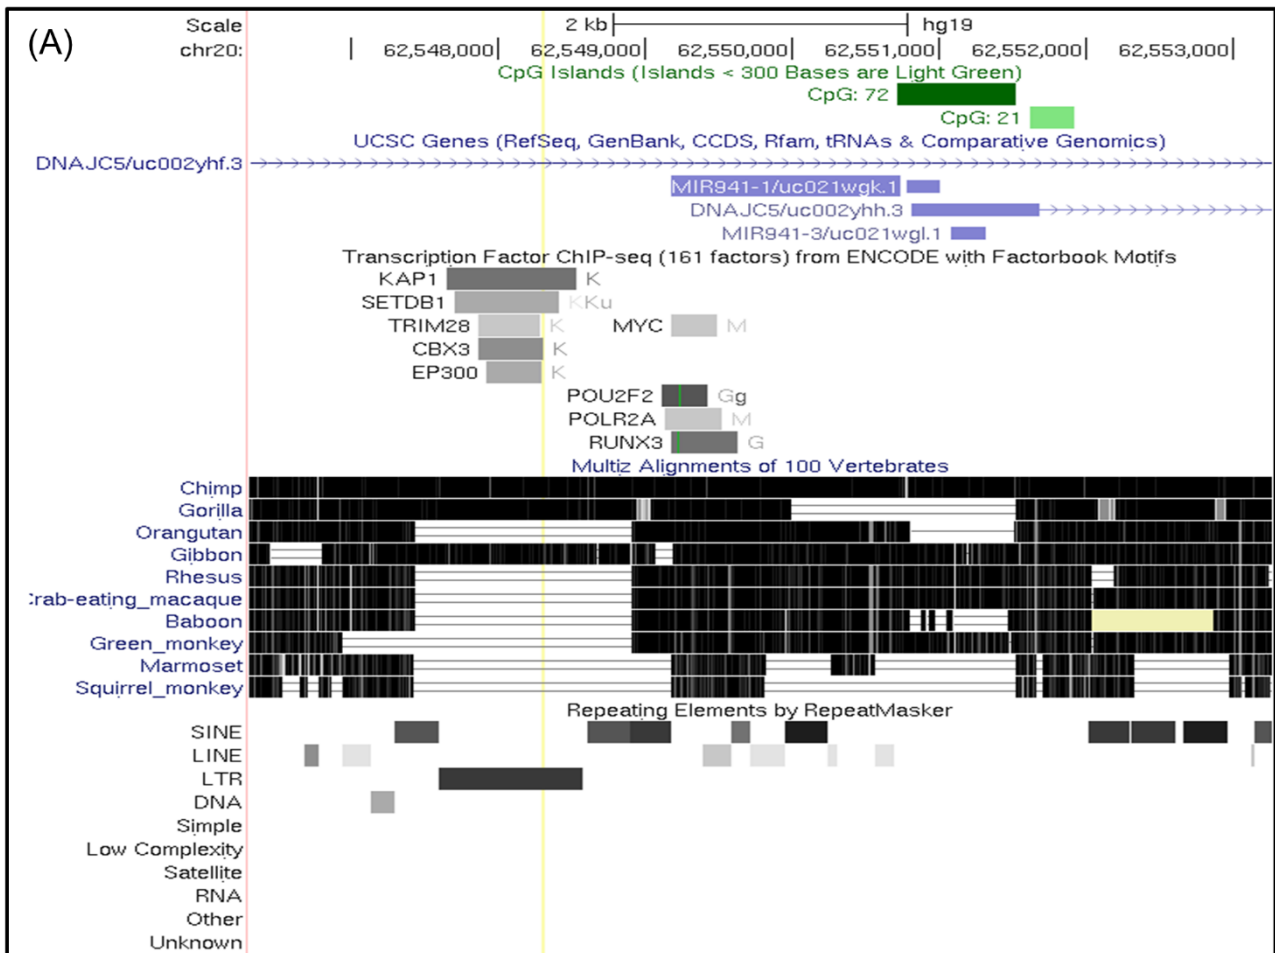 (A)
Scale 2 kb hg19
chr20: 62,548,000 62,549,000 62,550,000 62,551,000 62,552,000 62,553,000
CpG Islands (Islands < 300 Bases are Light Green)
CpG: 72
CpG: 21
UCSC Genes (RefSeq, GenBank, CCDS, Rfam, tRNAs & Comparative Genomics)
DNAJC5/uc002yhf.3
MIR941-1/uc021wgk.1
DNAJC5/uc002yhh.3
MIR941-3/uc021wgl.1
Transcription Factor ChIP-seq (161 factors) from ENCODE with Factorbook Motifs
KAP1 K
SETDB1 KKu
TRIM28 K MYC M
CBX3 K
EP300 K
POU2F2 Gg
POLR2A M
RUNX3 G
Multiz Alignments of 100 Vertebrates
Chimp
Gorilla
Orangutan
Gibbon
Rhesus
rab-eating_macaque
Baboon
Green_monkey
Marmoset
Squirrel_monkey
Repeating Elements by RepeatMasker
SINE
LINE
LTR
DNA
Simple
Low Complexity
Satellite
RNA
Other
Unknown